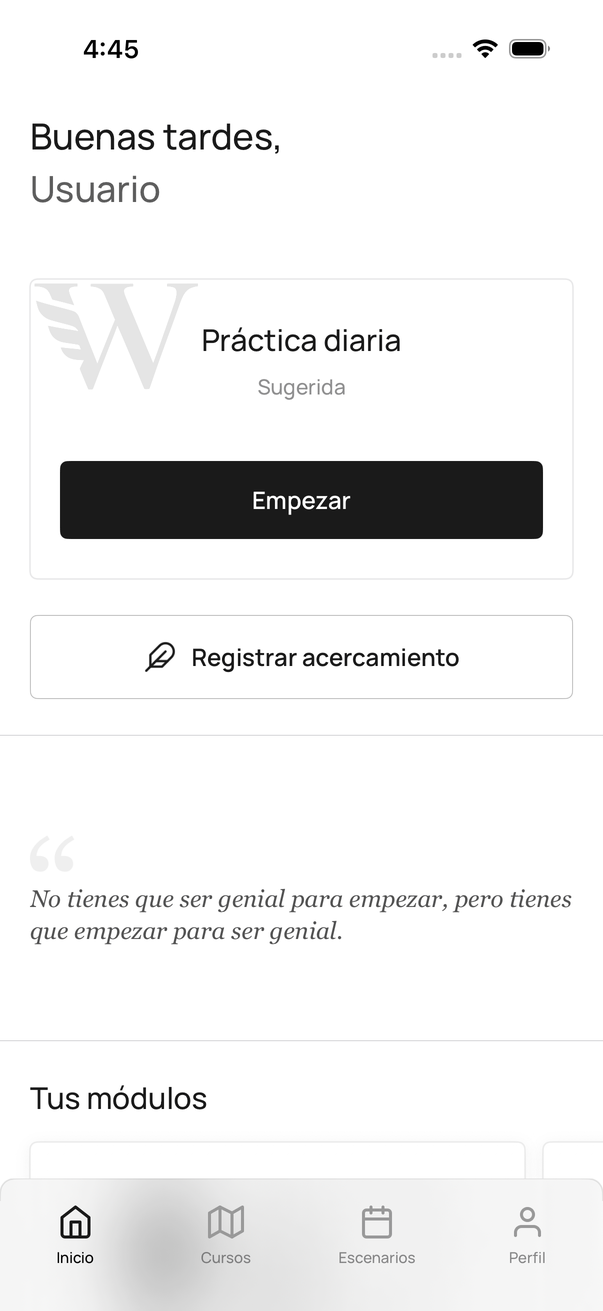 4:45
Buenas tardes,
Usuario
W
Práctica diaria
Sugerida
Empezar
Registrar acercamiento
“
No tienes que ser genial para empezar, pero tienes
que empezar para ser genial.
Tus módulos
Inicio
Cursos
Escenarios
Perfil